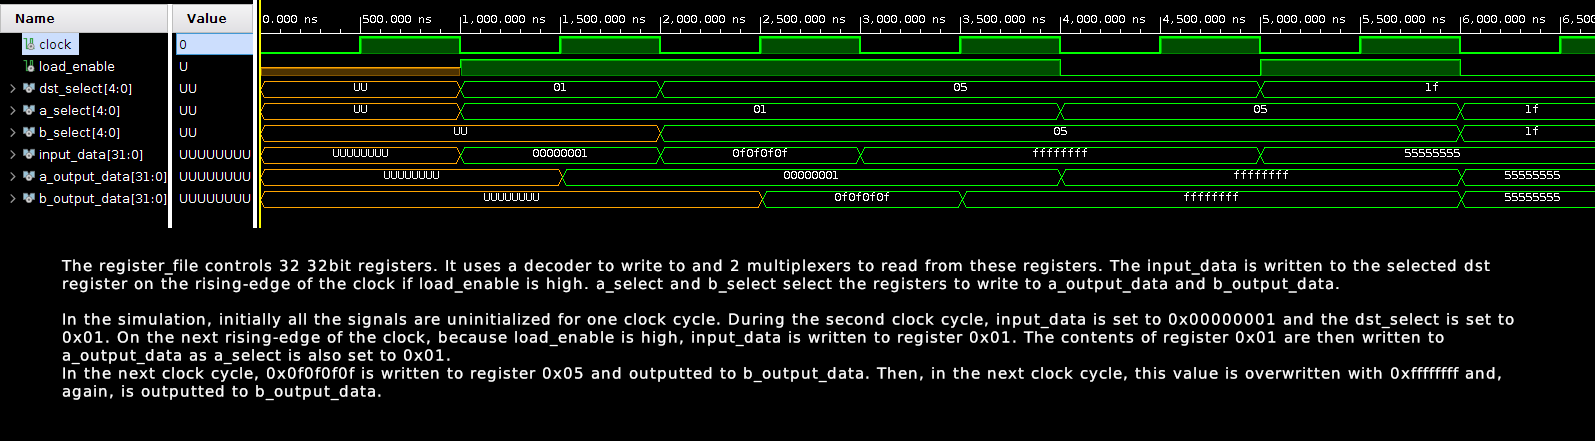 Name Value 0.000 ns 500.000 ns 1,000.000 ns 1,500.000 ns 2,000.000 ns 2,500.000 ns 3,000.000 ns 3,500.000 ns 4,000.000 ns 4,500.000 ns 5,000.000 ns 5,500.000 ns 6,000.000 ns 6,500
clock 0
load_enable U
dst_select[4:0] UU UU 01 05 1f
a_select[4:0] UU UU 01 05 1f
b_select[4:0] UU UU 05 1f
input_data[31:0] UUUUUUUU UUUUUUUU 00000001 0f0f0f0f ffffffff 55555555
a_output_data[31:0] UUUUUUUU UUUUUUUU 00000001 ffffffff 55555555
b_output_data[31:0] UUUUUUUU UUUUUUUU 0f0f0f0f ffffffff 55555555
The register_file controls 32 32bit registers. It uses a decoder to write to and 2 multiplexers to read from these registers. The input_data is written to the selected dst
register on the rising-edge of the clock if load_enable is high. a_select and b_select select the registers to write to a_output_data and b_output_data.
In the simulation, initially all the signals are uninitialized for one clock cycle. During the second clock cycle, input_data is set to 0x00000001 and the dst_select is set to
0x01. On the next rising-edge of the clock, because load_enable is high, input_data is written to register 0x01. The contents of register 0x01 are then written to
a_output_data as a_select is also set to 0x01.
In the next clock cycle, 0x0f0f0f0f is written to register 0x05 and outputted to b_output_data. Then, in the next clock cycle, this value is overwritten with 0xffffffff and,
again, is outputted to b_output_data.